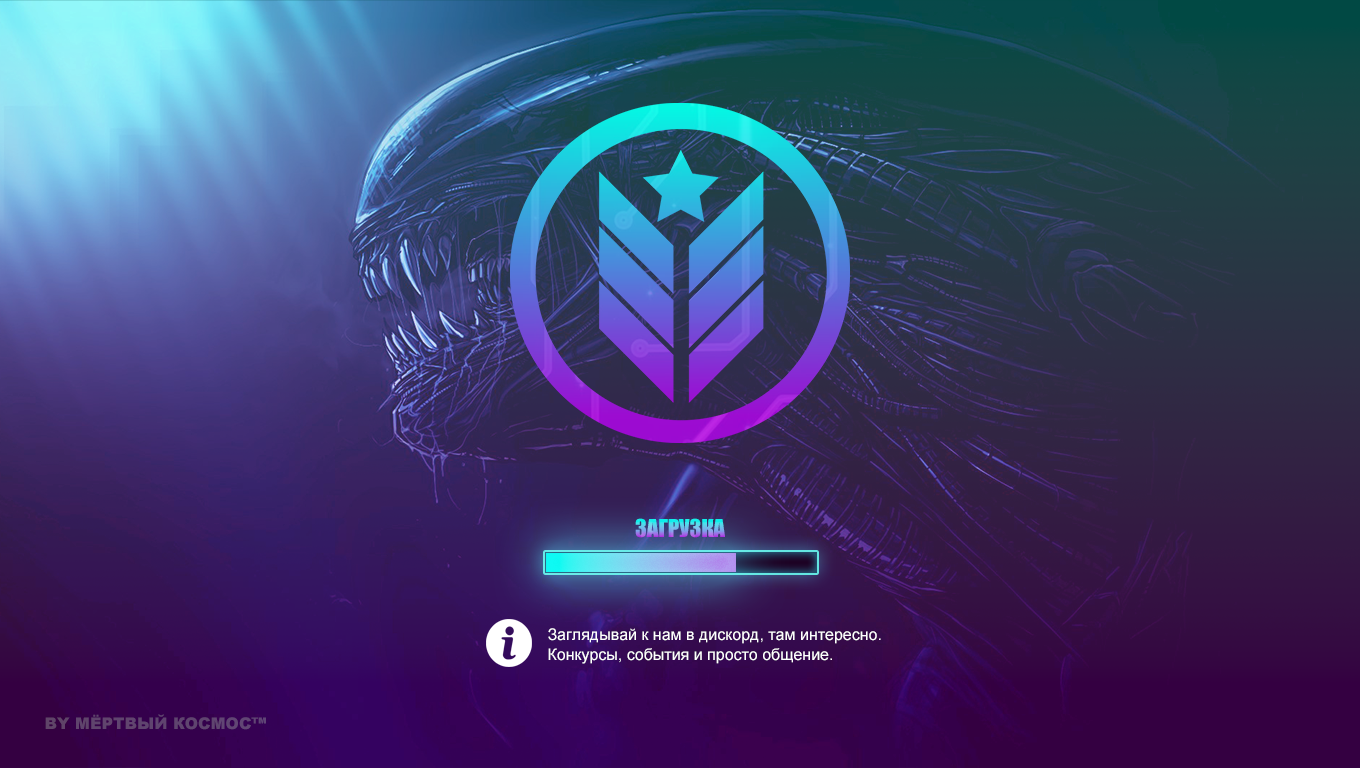 ЗАГРУЗКА
Заглядывай к нам в дискорд, там интересно.
Конкурсы, события и просто общение.
BY МЁРТВЫЙ КОСМОС™